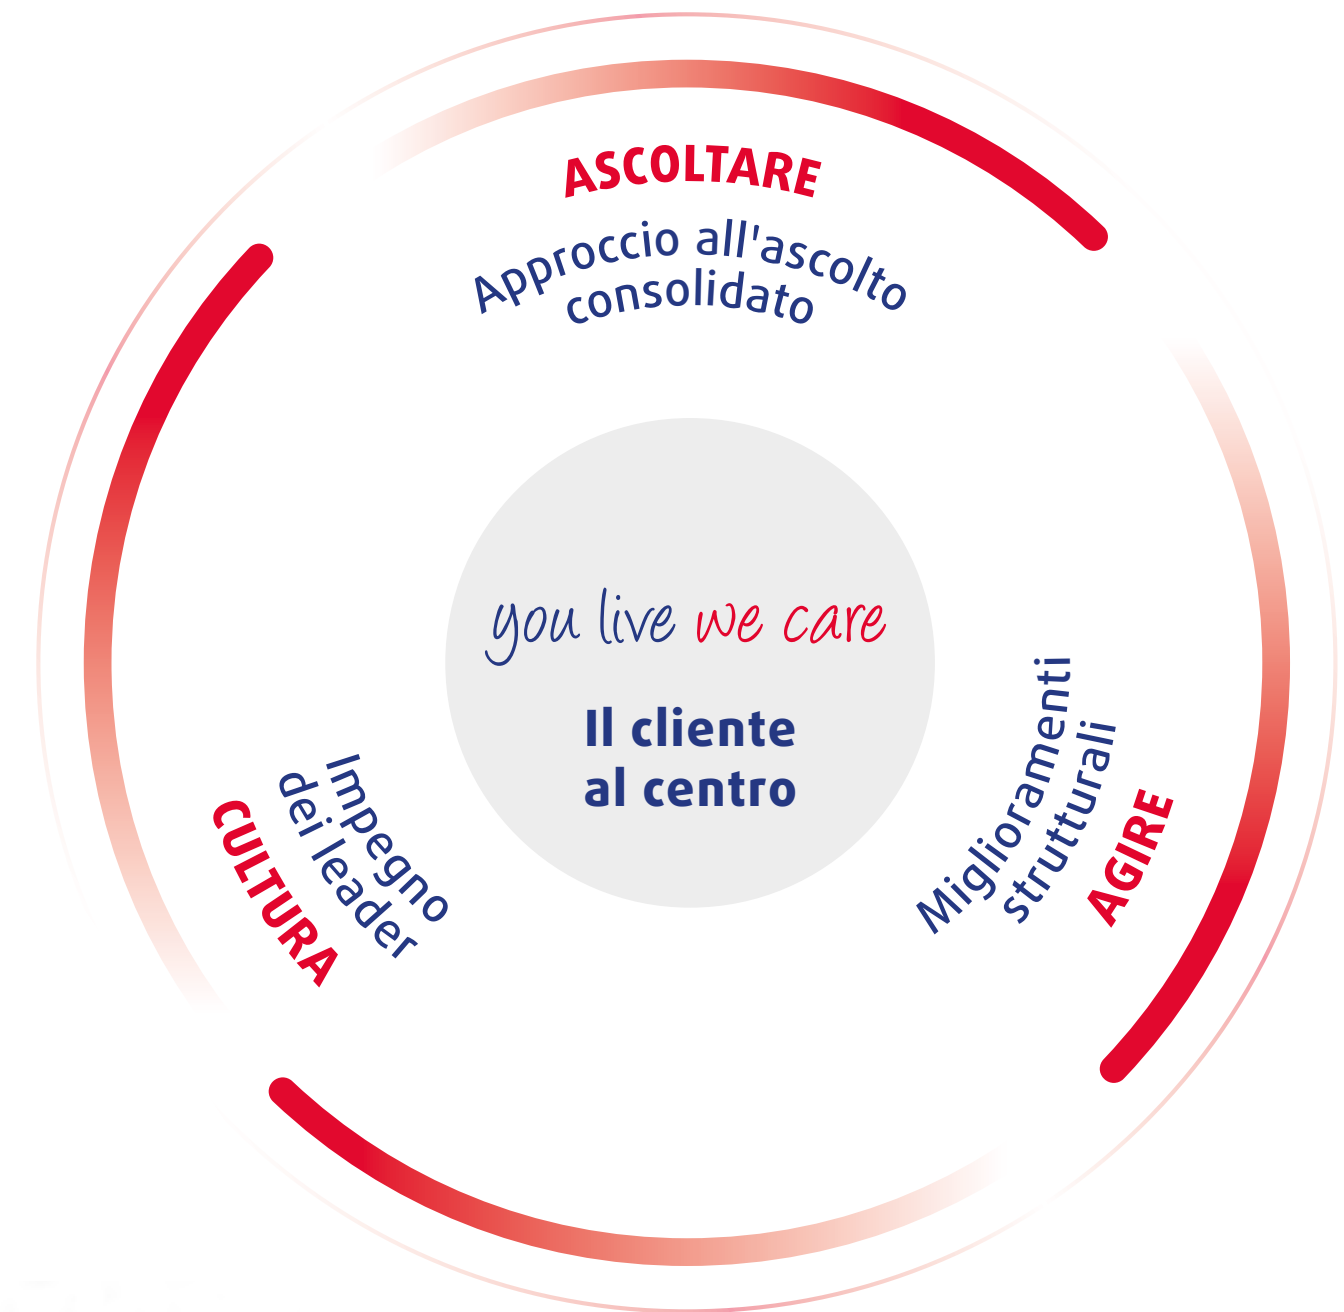 ASCOLTARE
Approccio all'ascolto
consolidato
you live we care
Il cliente
al centro
Miglioramenti
strutturali
AGIRE
Impegno
dei leader
CULTURA